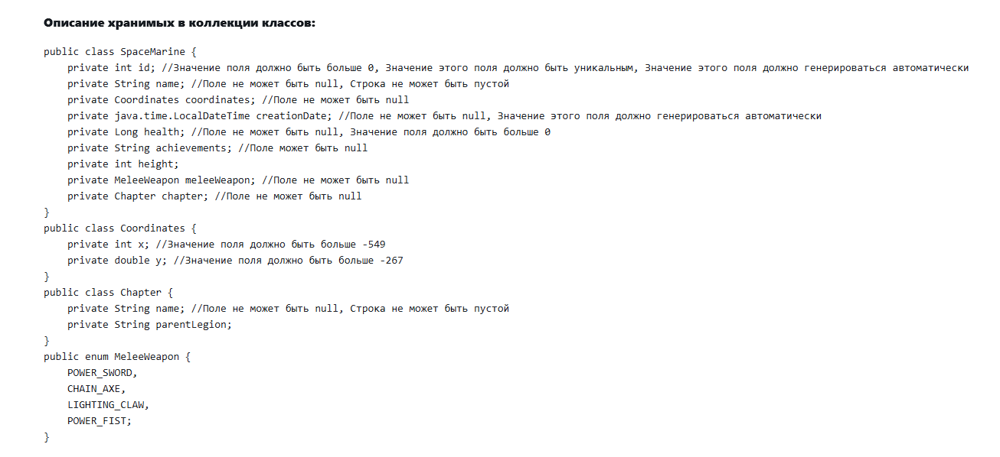 Описание хранимых в коллекции классов:
public class SpaceMarine {
    private int id; //Значение поля должно быть больше 0, Значение этого поля должно быть уникальным, Значение этого поля должно генерироваться автоматически
    private String name; //Поле не может быть null, Строка не может быть пустой
    private Coordinates coordinates; //Поле не может быть null
    private java.time.LocalDateTime creationDate; //Поле не может быть null, Значение этого поля должно генерироваться автоматически
    private Long health; //Поле не может быть null, Значение поля должно быть больше 0
    private String achievements; //Поле может быть null
    private int height;
    private MeleeWeapon meleeWeapon; //Поле не может быть null
    private Chapter chapter; //Поле не может быть null
}
public class Coordinates {
    private int x; //Значение поля должно быть больше -549
    private double y; //Значение поля должно быть больше -267
}
public class Chapter {
    private String name; //Поле не может быть null, Строка не может быть пустой
    private String parentLegion;
}
public enum MeleeWeapon {
    POWER_SWORD,
    CHAIN_AXE,
    LIGHTING_CLAW,
    POWER_FIST;
}